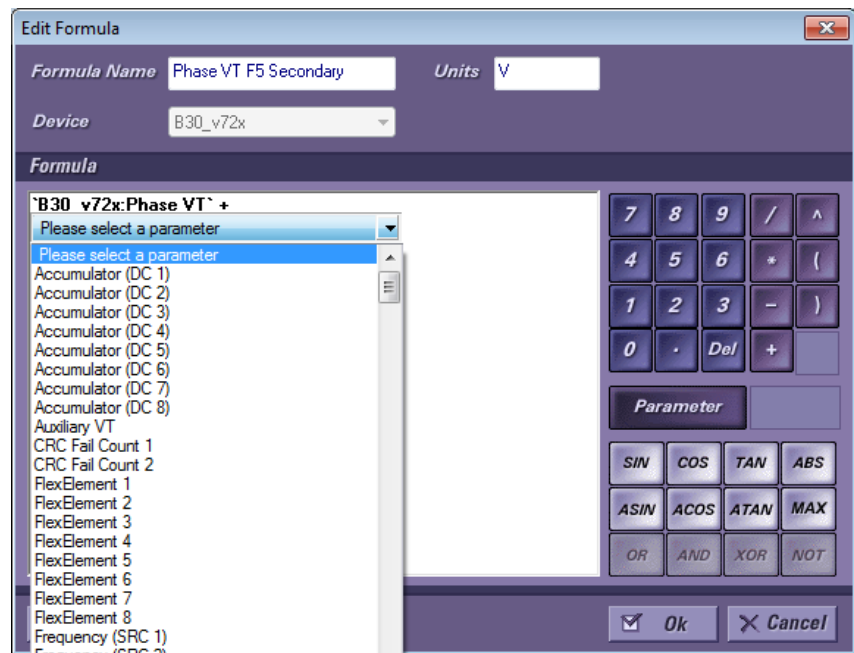 Edit Formula
Formula Name Phase VT F5 Secondary Units V
Device B30_v72x
Formula
`B30_v72x:Phase VT` +
Please select a parameter
Please select a parameter
Accumulator (DC 1)
Accumulator (DC 2)
Accumulator (DC 3)
Accumulator (DC 4)
Accumulator (DC 5)
Accumulator (DC 6)
Accumulator (DC 7)
Accumulator (DC 8)
Auxiliary VT
CRC Fail Count 1
CRC Fail Count 2
FlexElement 1
FlexElement 2
FlexElement 3
FlexElement 4
FlexElement 5
FlexElement 6
FlexElement 7
FlexElement 8
Frequency (SRC 1)
7 8 9 / ^
4 5 6 * (
1 2 3 - )
0 . Del +
Parameter
SIN COS TAN ABS
ASIN ACOS ATAN MAX
OR AND XOR NOT
Ok Cancel